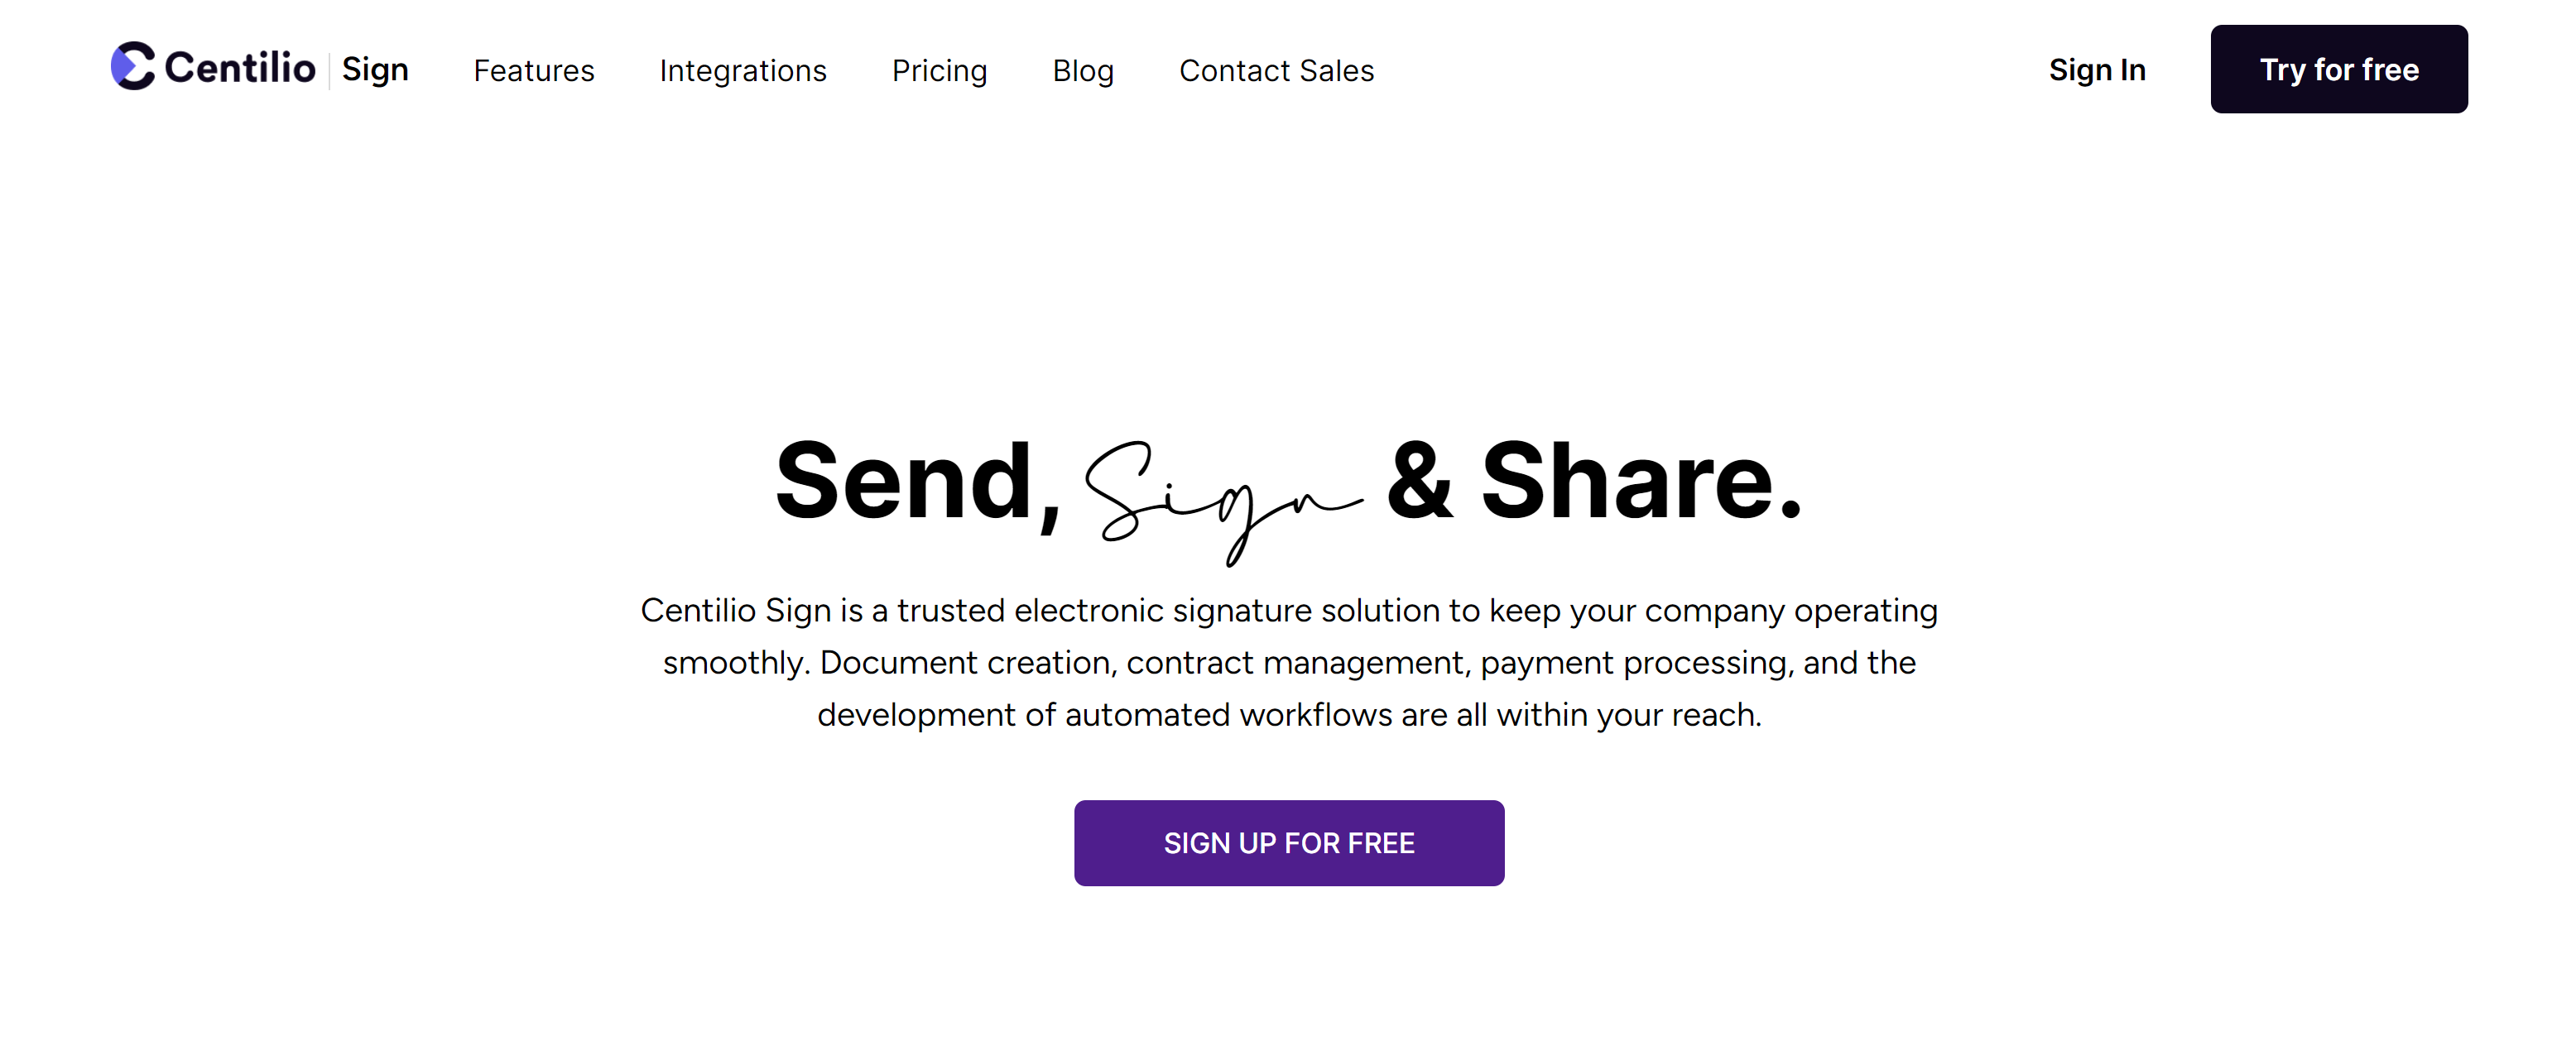 Centilio Sign Features Integrations Pricing Blog Contact Sales Sign In Try for free
Send, Sign & Share.
Centilio Sign is a trusted electronic signature solution to keep your company operating
smoothly. Document creation, contract management, payment processing, and the
development of automated workflows are all within your reach.
SIGN UP FOR FREE